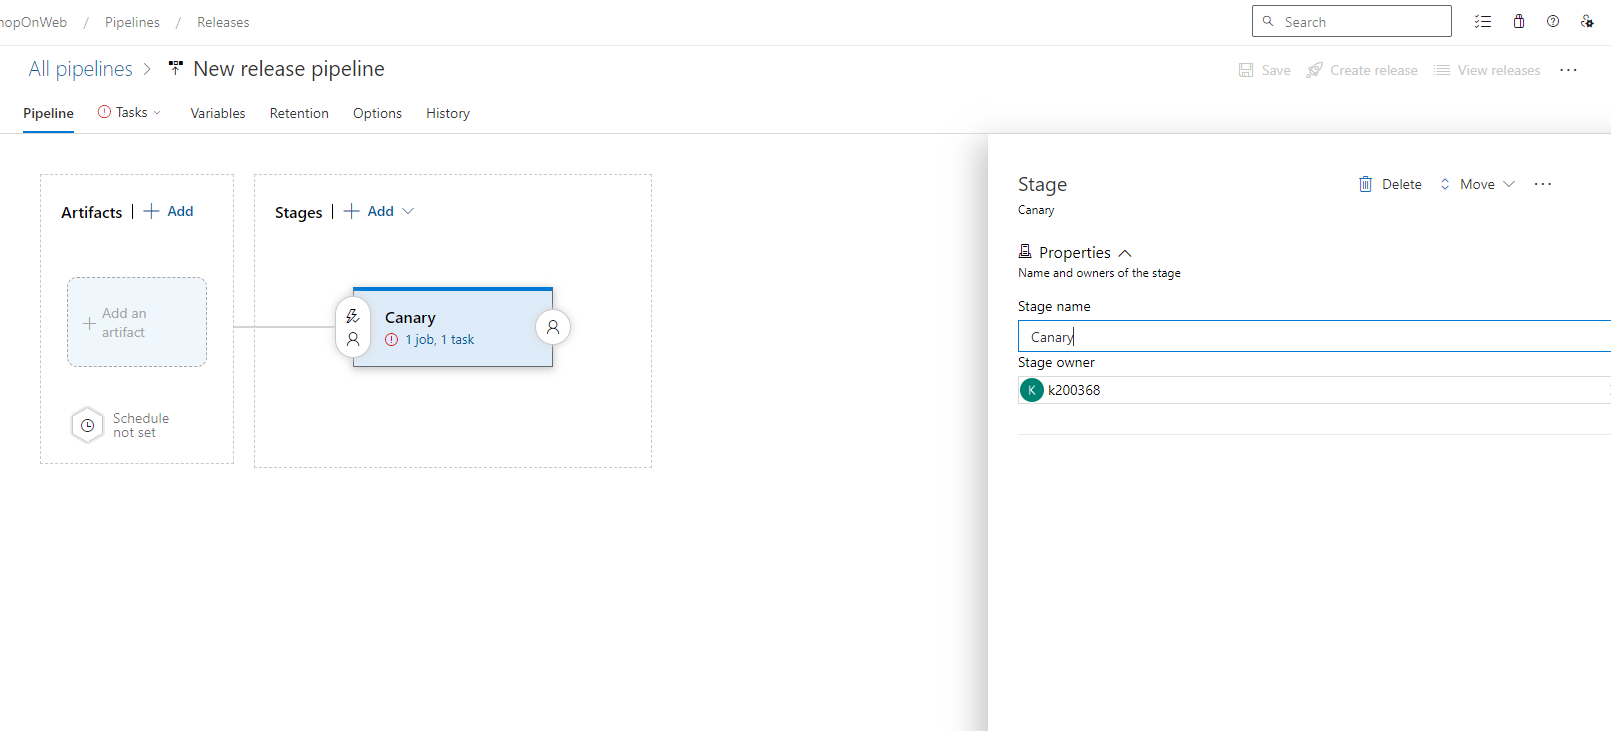 hopOnWeb / Pipelines / Releases
Search
All pipelines > New release pipeline
Save Create release View releases ...
Pipeline Tasks Variables Retention Options History
Artifacts | + Add
Stages | + Add
+ Add an
artifact
Schedule
not set
Canary
1 job, 1 task
Stage
Delete Move ...
Canary
Properties
Name and owners of the stage
Stage name
Canary
Stage owner
K k200368